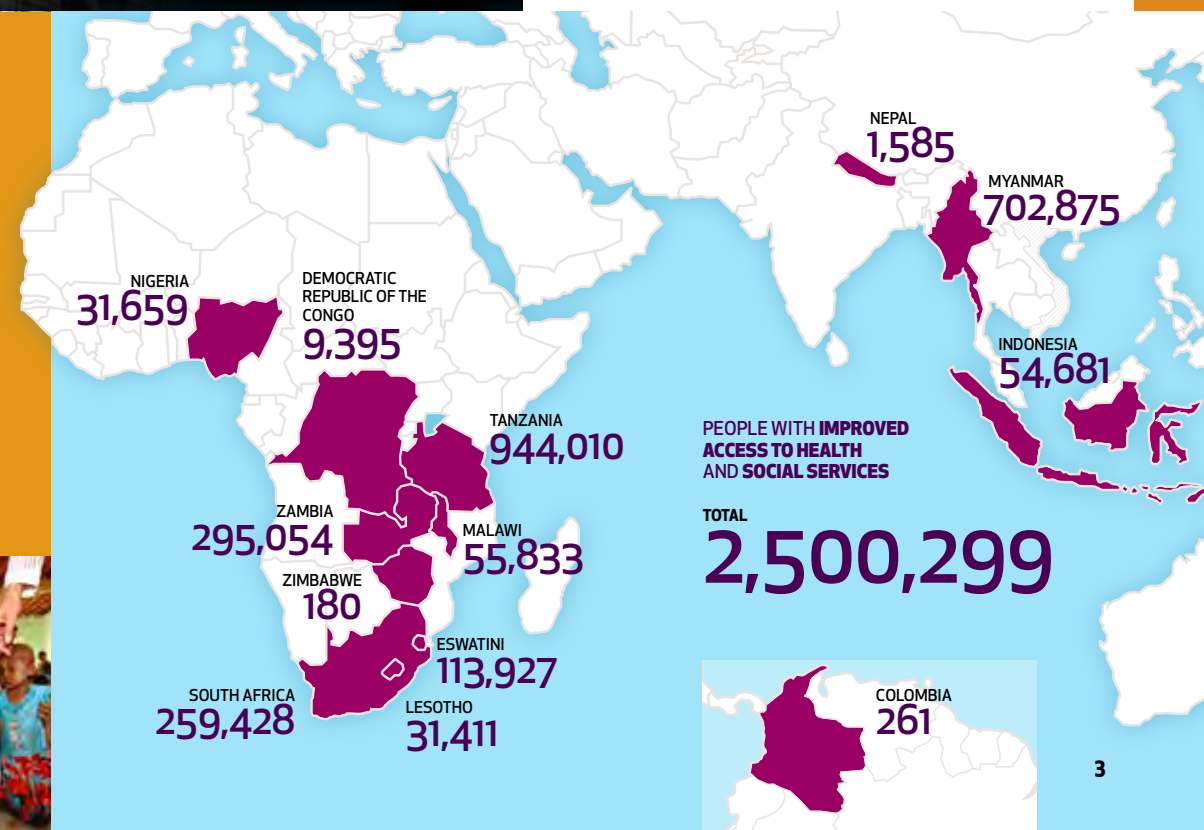 NEPAL
1,585
MYANMAR
702,875
NIGERIA
31,659
DEMOCRATIC
REPUBLIC OF THE
CONGO
9,395
INDONESIA
54,681
TANZANIA
944,010
PEOPLE WITH IMPROVED
ACCESS TO HEALTH
AND SOCIAL SERVICES
TOTAL
2,500,299
ZAMBIA
295,054
MALAWI
55,833
ZIMBABWE
180
ESWATINI
113,927
SOUTH AFRICA
259,428
LESOTHO
31,411
COLOMBIA
261
3